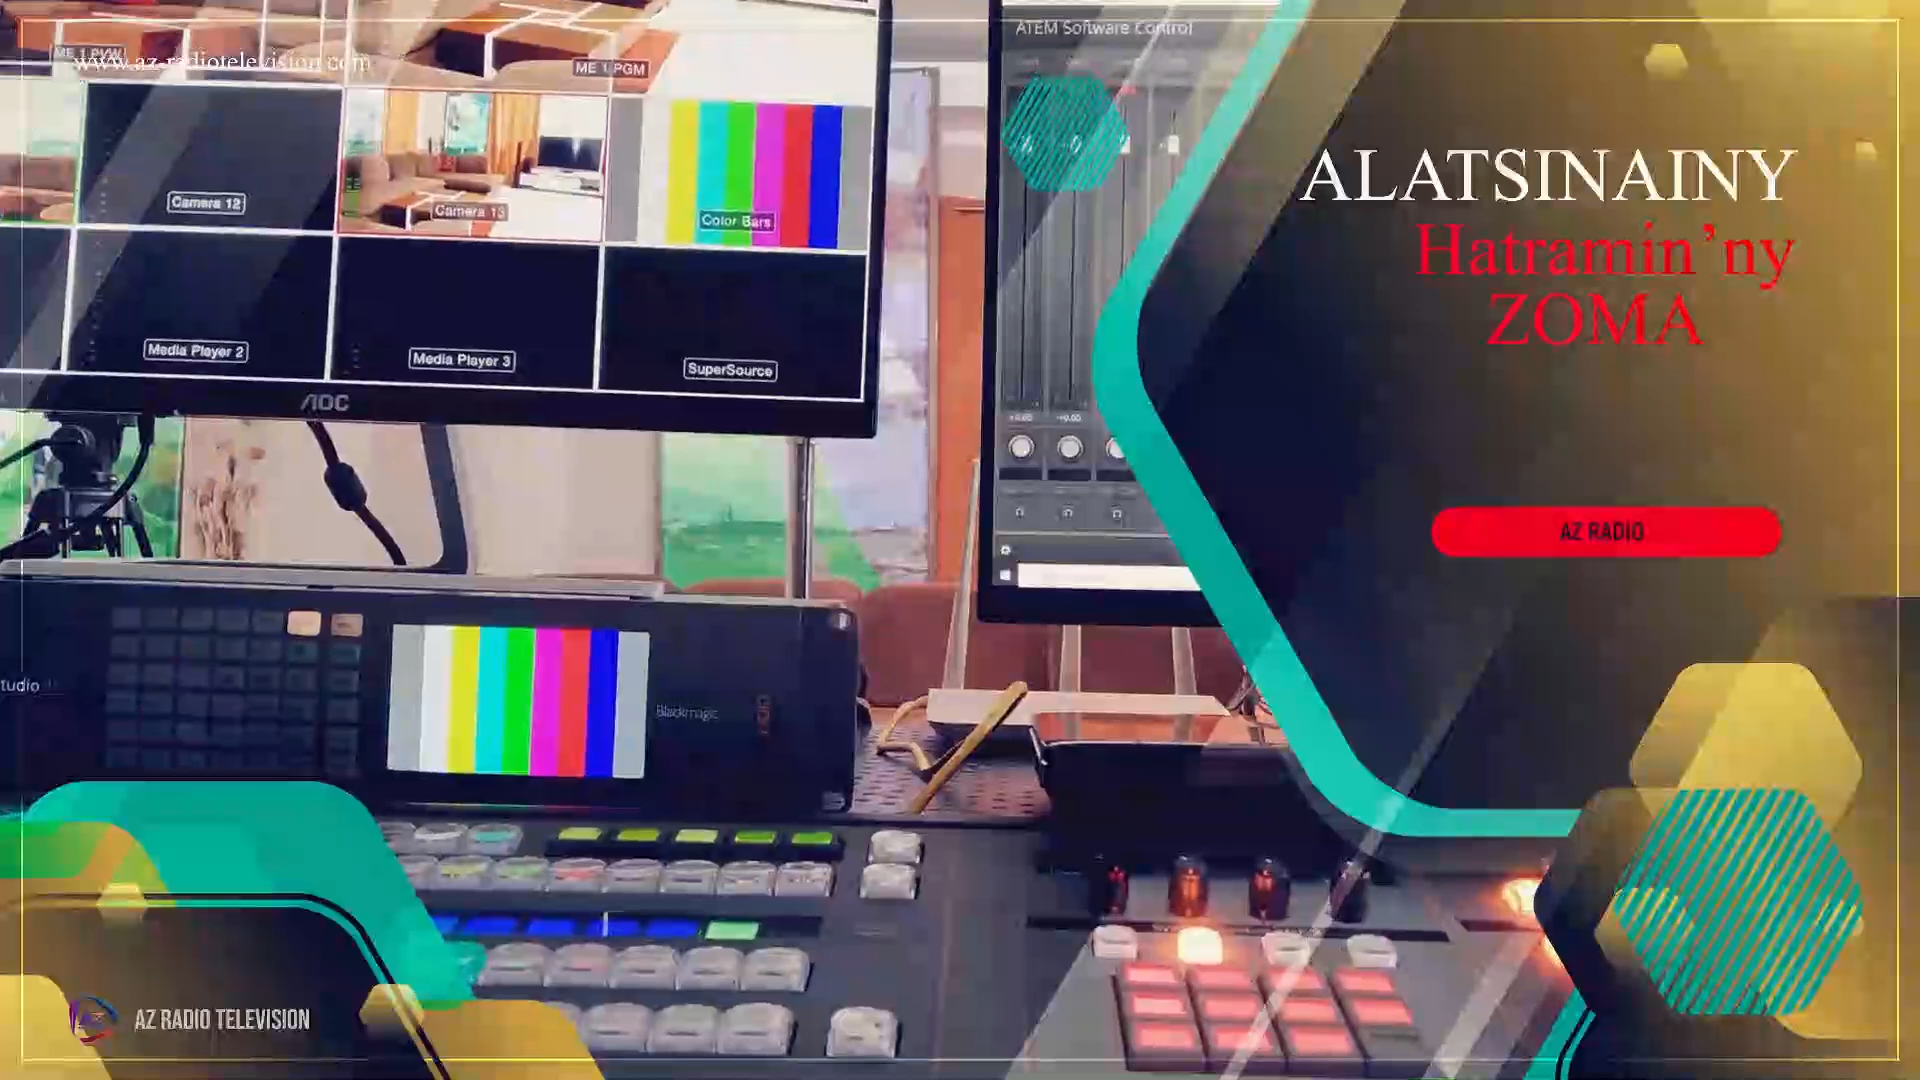 ATEM Software Control
ME 1 PVW
www.az-radiotelevision.com
ME 1 PGM
Camera 12
Camera 13
Color Bars
Media Player 2
Media Player 3
SuperSource
AOC
ALATSINAINY
Hatramin’ny
ZOMA
AZ RADIO
tudio
Blackmagic
AZ RADIO TELEVISION